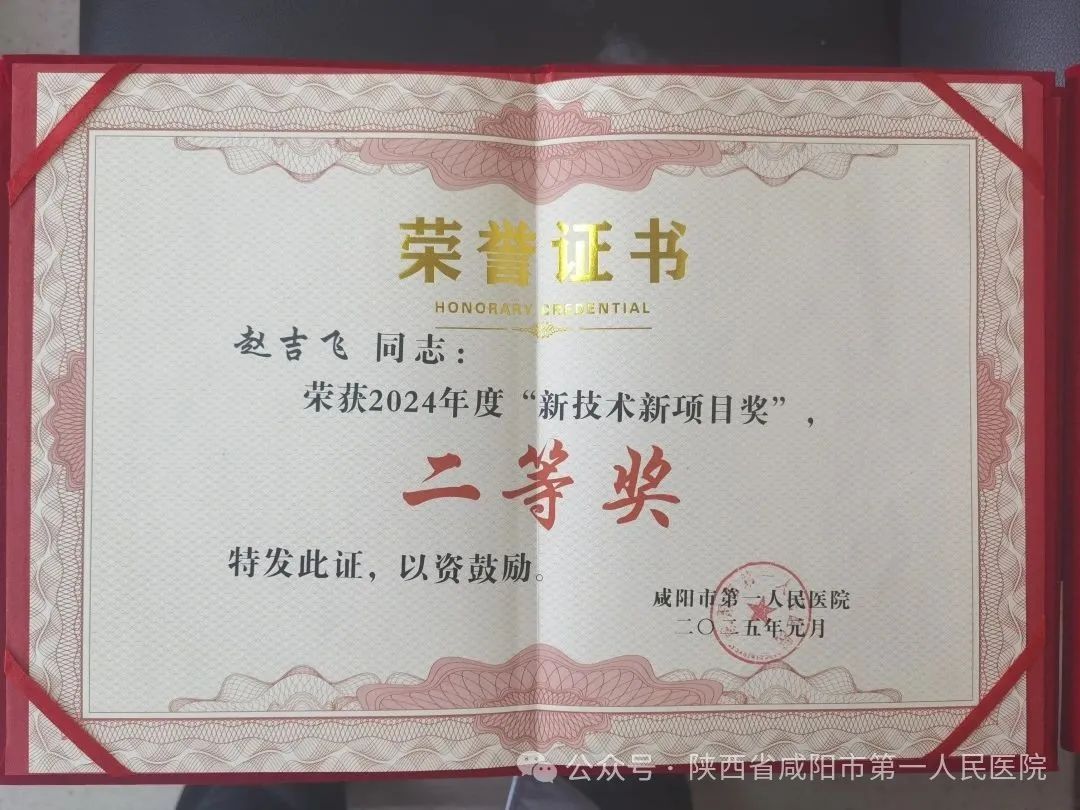 荣誉证书
HONORARY CREDENTIAL
赵吉飞 同志：
荣获2024年度“新技术新项目奖”，
二等奖
特发此证，以资鼓励。
咸阳市第一人民医院
二〇二五年元月
公众号·陕西省咸阳市第一人民医院